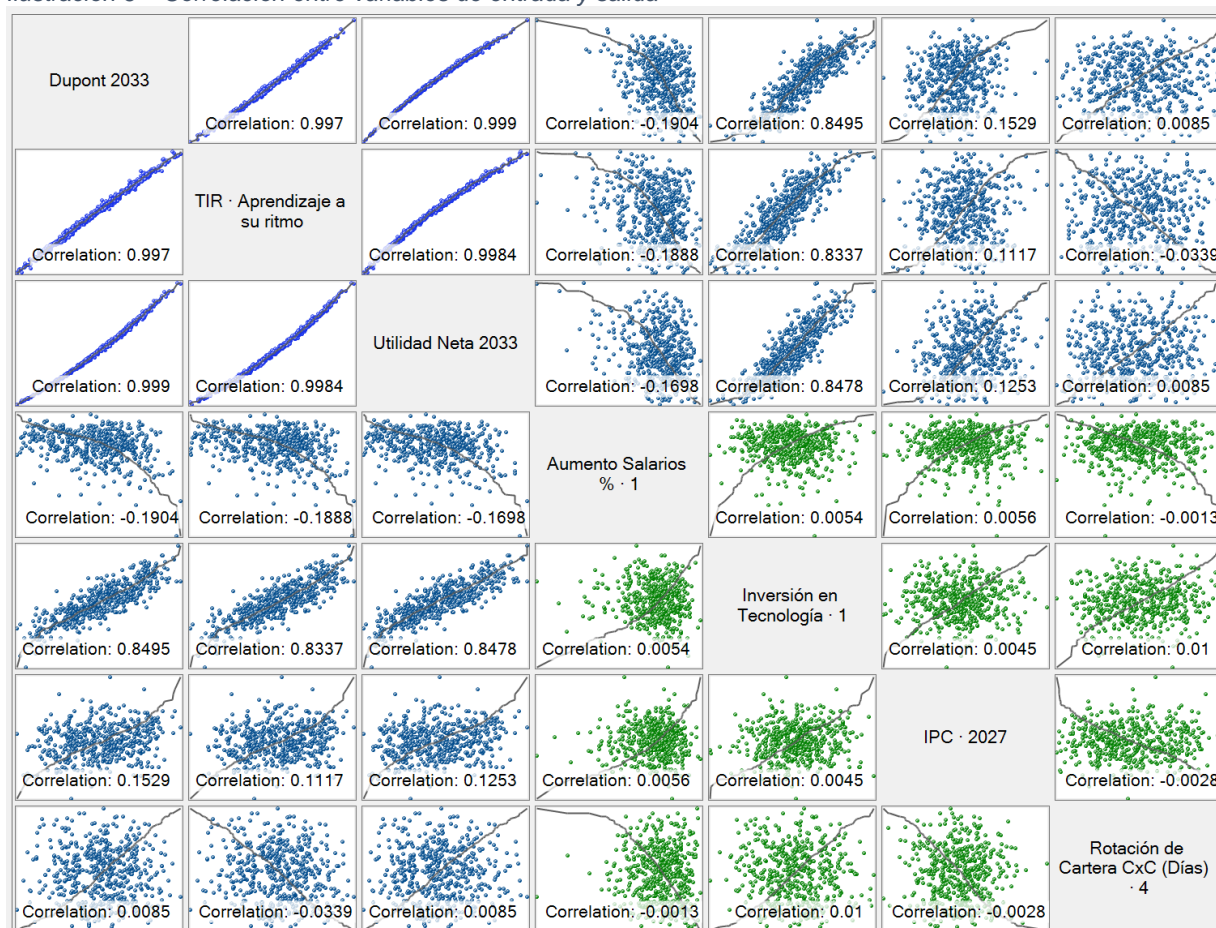 Dupont 2033
Correlation: 0.997
Correlation: 0.999
Correlation: -0.1904
Correlation: 0.8495
Correlation: 0.1529
Correlation: 0.0085
Correlation: 0.997
TIR · Aprendizaje a
su ritmo
Correlation: 0.9984
Correlation: -0.1888
Correlation: 0.8337
Correlation: 0.1117
Correlation: -0.0339
Correlation: 0.999
Correlation: 0.9984
Utilidad Neta 2033
Correlation: -0.1698
Correlation: 0.8478
Correlation: 0.1253
Correlation: 0.0085
Correlation: -0.1904
Correlation: -0.1888
Correlation: -0.1698
Aumento Salarios
% · 1
Correlation: 0.0054
Correlation: 0.0056
Correlation: -0.0013
Correlation: 0.8495
Correlation: 0.8337
Correlation: 0.8478
Correlation: 0.0054
Inversión en
Tecnología · 1
Correlation: 0.0045
Correlation: 0.01
Correlation: 0.1529
Correlation: 0.1117
Correlation: 0.1253
Correlation: 0.0056
Correlation: 0.0045
IPC · 2027
Correlation: -0.0028
Correlation: 0.0085
Correlation: -0.0339
Correlation: 0.0085
Correlation: -0.0013
Correlation: 0.01
Correlation: -0.0028
Rotación de
Cartera CxC (Días)
· 4